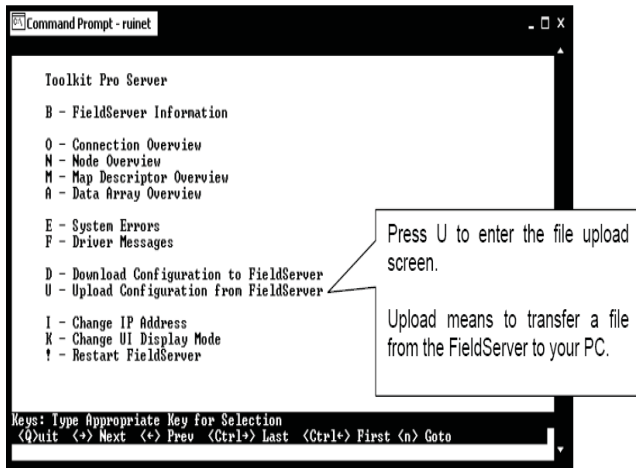 Command Prompt - ruinet
Toolkit Pro Server
B - FieldServer Information
O - Connection Overview
N - Node Overview
M - Map Descriptor Overview
A - Data Array Overview
E - System Errors
F - Driver Messages
D - Download Configuration to FieldServer
U - Upload Configuration from FieldServer
I - Change IP Address
K - Change UI Display Mode
! - Restart FieldServer
Press U to enter the file upload
screen.
Upload means to transfer a file
from the FieldServer to your PC.
Keys: Type Appropriate Key for Selection
<Q>uit <→> Next <←> Prev <Ctrl→> Last <Ctrl←> First <n> Goto